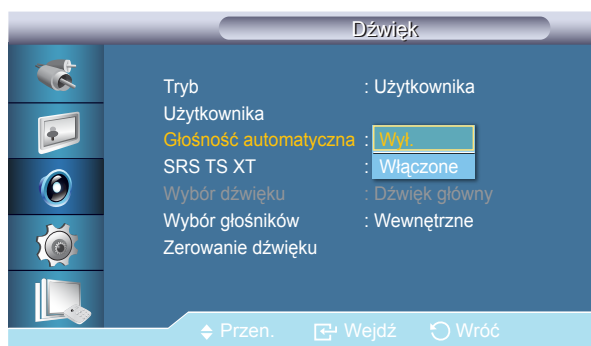 Dźwięk
Tryb : Użytkownika
Użytkownika
Głośność automatyczna : Wył.
SRS TS XT : Włączone
Wybór dźwięku : Dźwięk główny
Wybór głośników : Wewnętrzne
Zerowanie dźwięku
Przen. Wejdź Wróć